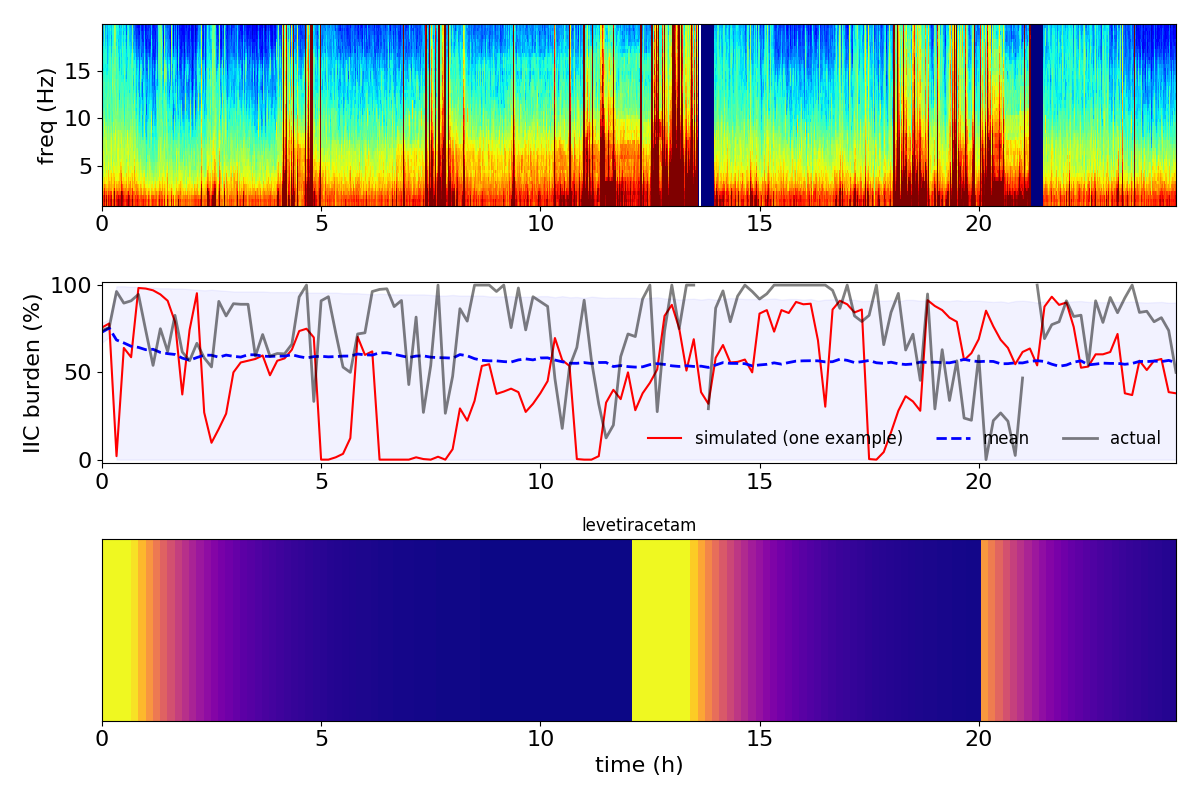 freq (Hz)
15
10
5
0 5 10 15 20
IIC burden (%)
100
50
0
simulated (one example) mean actual
0 5 10 15 20
levetiracetam
0 5 10 15 20
time (h)